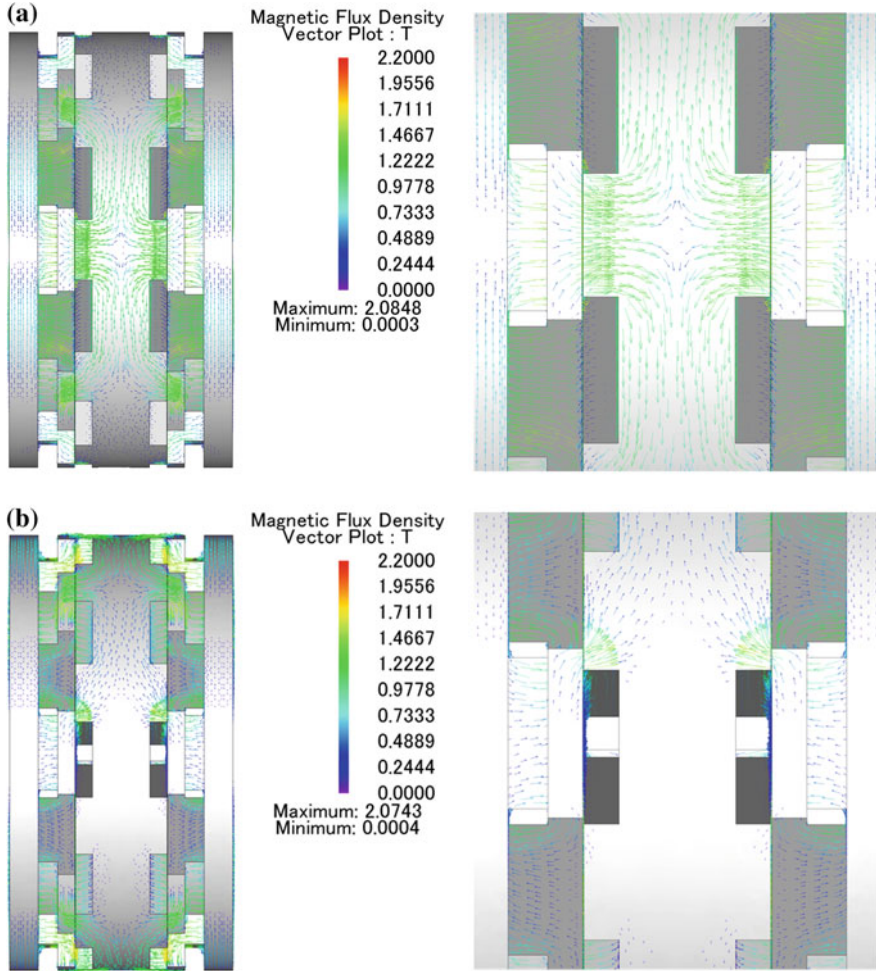 (a)
Magnetic Flux Density
Vector Plot : T
2.2000
1.9556
1.7111
1.4667
1.2222
0.9778
0.7333
0.4889
0.2444
0.0000
Maximum: 2.0848
Minimum: 0.0003
(b)
Magnetic Flux Density
Vector Plot : T
2.2000
1.9556
1.7111
1.4667
1.2222
0.9778
0.7333
0.4889
0.2444
0.0000
Maximum: 2.0743
Minimum: 0.0004